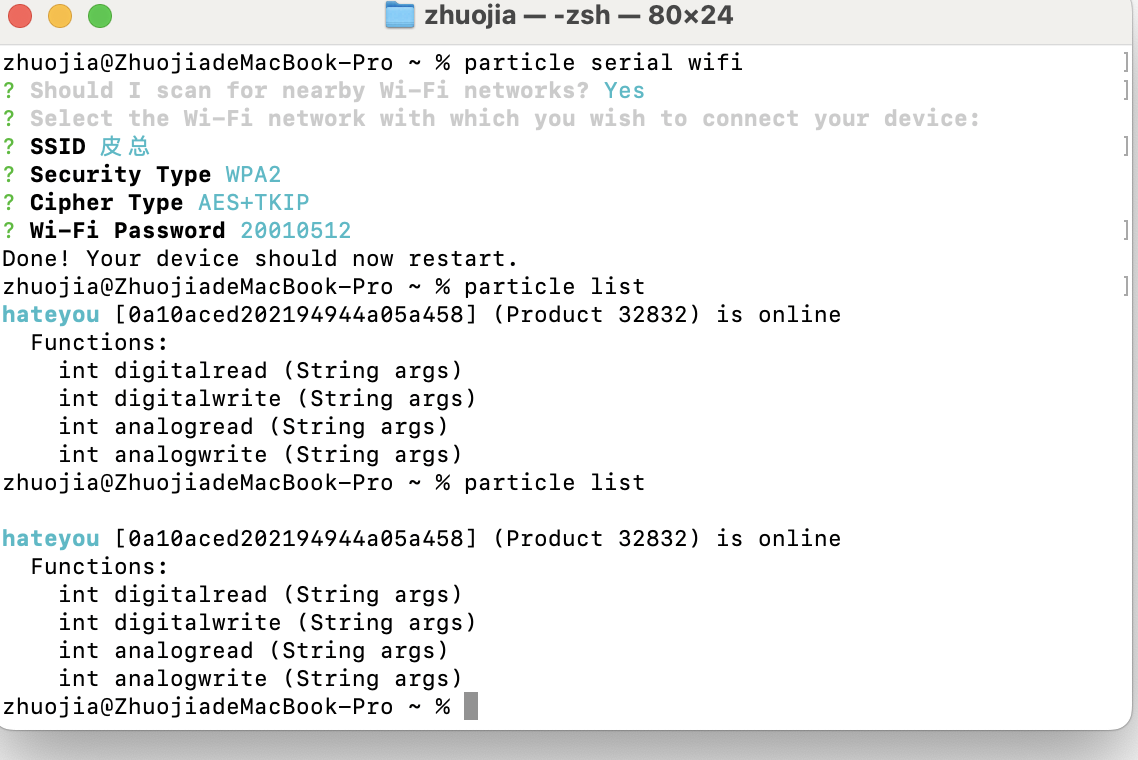 zhuojia — -zsh — 80×24
zhuojia@ZhuojiadeMacBook-Pro ~ % particle serial wifi
? Should I scan for nearby Wi-Fi networks? Yes
? Select the Wi-Fi network with which you wish to connect your device:
? SSID 皮总
? Security Type WPA2
? Cipher Type AES+TKIP
? Wi-Fi Password 20010512
Done! Your device should now restart.
zhuojia@ZhuojiadeMacBook-Pro ~ % particle list
hateyou [0a10aced202194944a05a458] (Product 32832) is online
  Functions:
    int digitalread (String args)
    int digitalwrite (String args)
    int analogread (String args)
    int analogwrite (String args)
zhuojia@ZhuojiadeMacBook-Pro ~ % particle list
hateyou [0a10aced202194944a05a458] (Product 32832) is online
  Functions:
    int digitalread (String args)
    int digitalwrite (String args)
    int analogread (String args)
    int analogwrite (String args)
zhuojia@ZhuojiadeMacBook-Pro ~ %